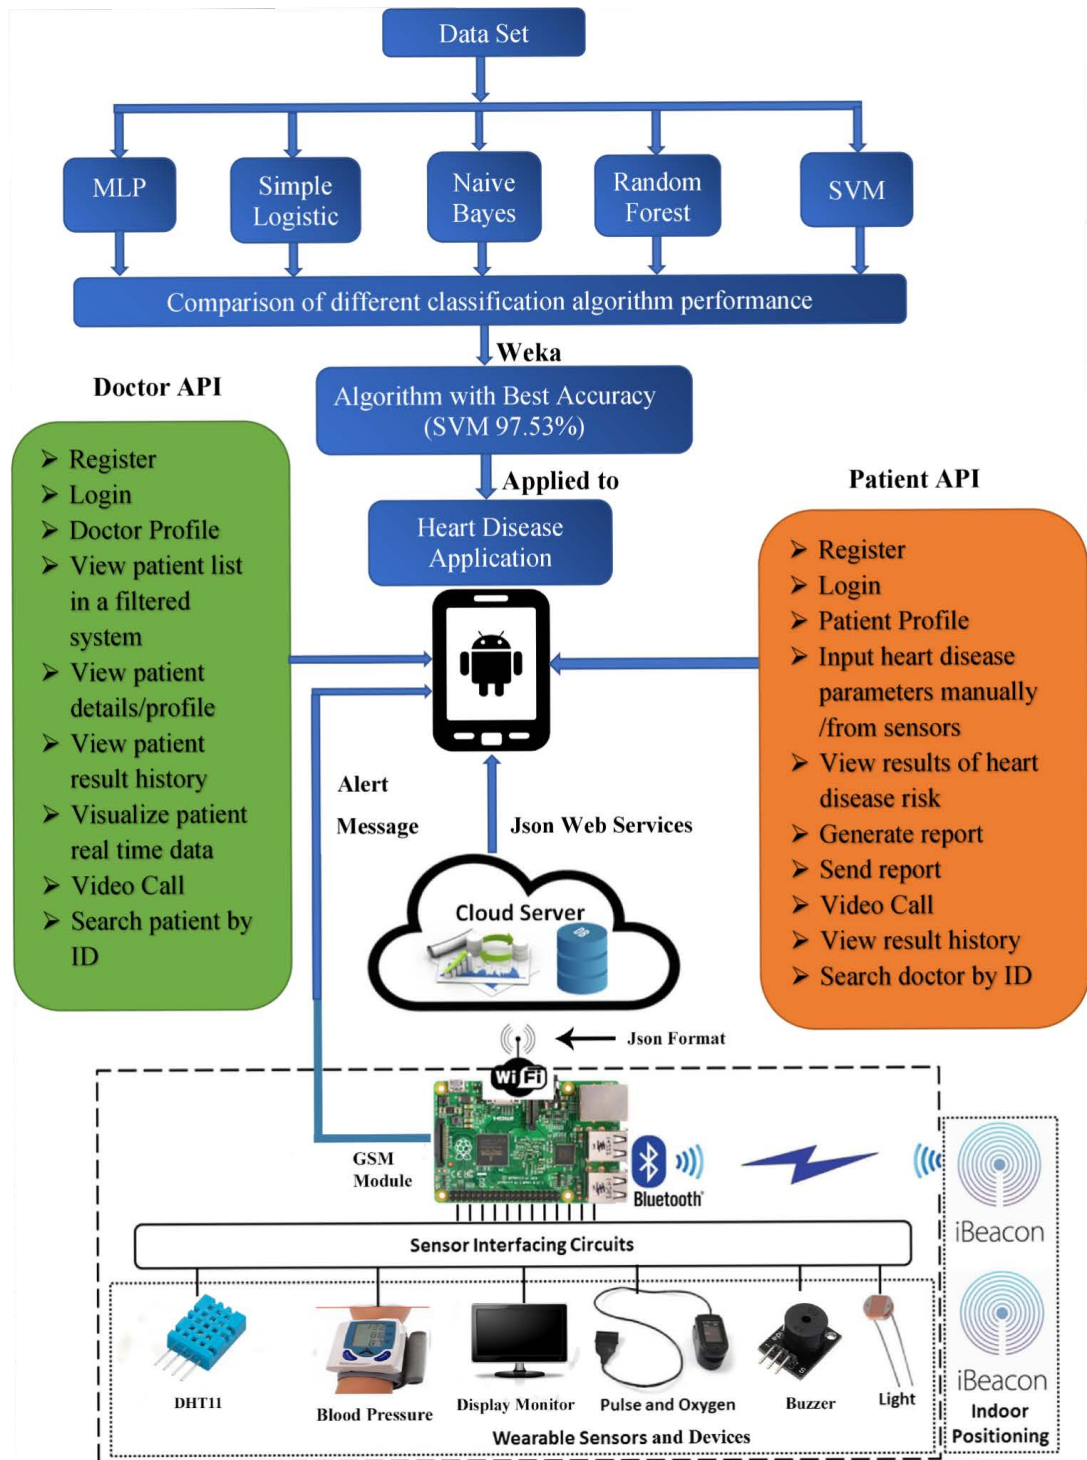 Data Set
MLP
Simple
Logistic
Naive
Bayes
Random
Forest
SVM
Comparison of different classification algorithm performance
Weka
Algorithm with Best Accuracy
(SVM 97.53%)
Applied to
Heart Disease
Application
Doctor API
➢ Register
➢ Login
➢ Doctor Profile
➢ View patient list
in a filtered
system
➢ View patient
details/profile
➢ View patient
result history
➢ Visualize patient
real time data
➢ Video Call
➢ Search patient by
ID
Patient API
➢ Register
➢ Login
➢ Patient Profile
➢ Input heart disease
parameters manually
/from sensors
➢ View results of heart
disease risk
➢ Generate report
➢ Send report
➢ Video Call
➢ View result history
➢ Search doctor by ID
Alert
Message
Json Web Services
Cloud Server
Json Format
WiFi
GSM
Module
Bluetooth
iBeacon
Sensor Interfacing Circuits
DHT11
Blood Pressure
Display Monitor
Pulse and Oxygen
Buzzer
Light
Wearable Sensors and Devices
iBeacon
Indoor
Positioning